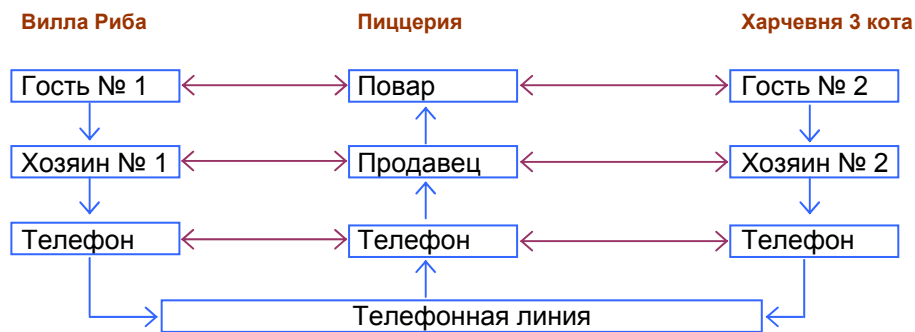 Вилла Риба Пиццерия Харчевня 3 кота
Гость № 1 Повар Гость № 2
Хозяин № 1 Продавец Хозяин № 2
Телефон Телефон Телефон
Телефонная линия